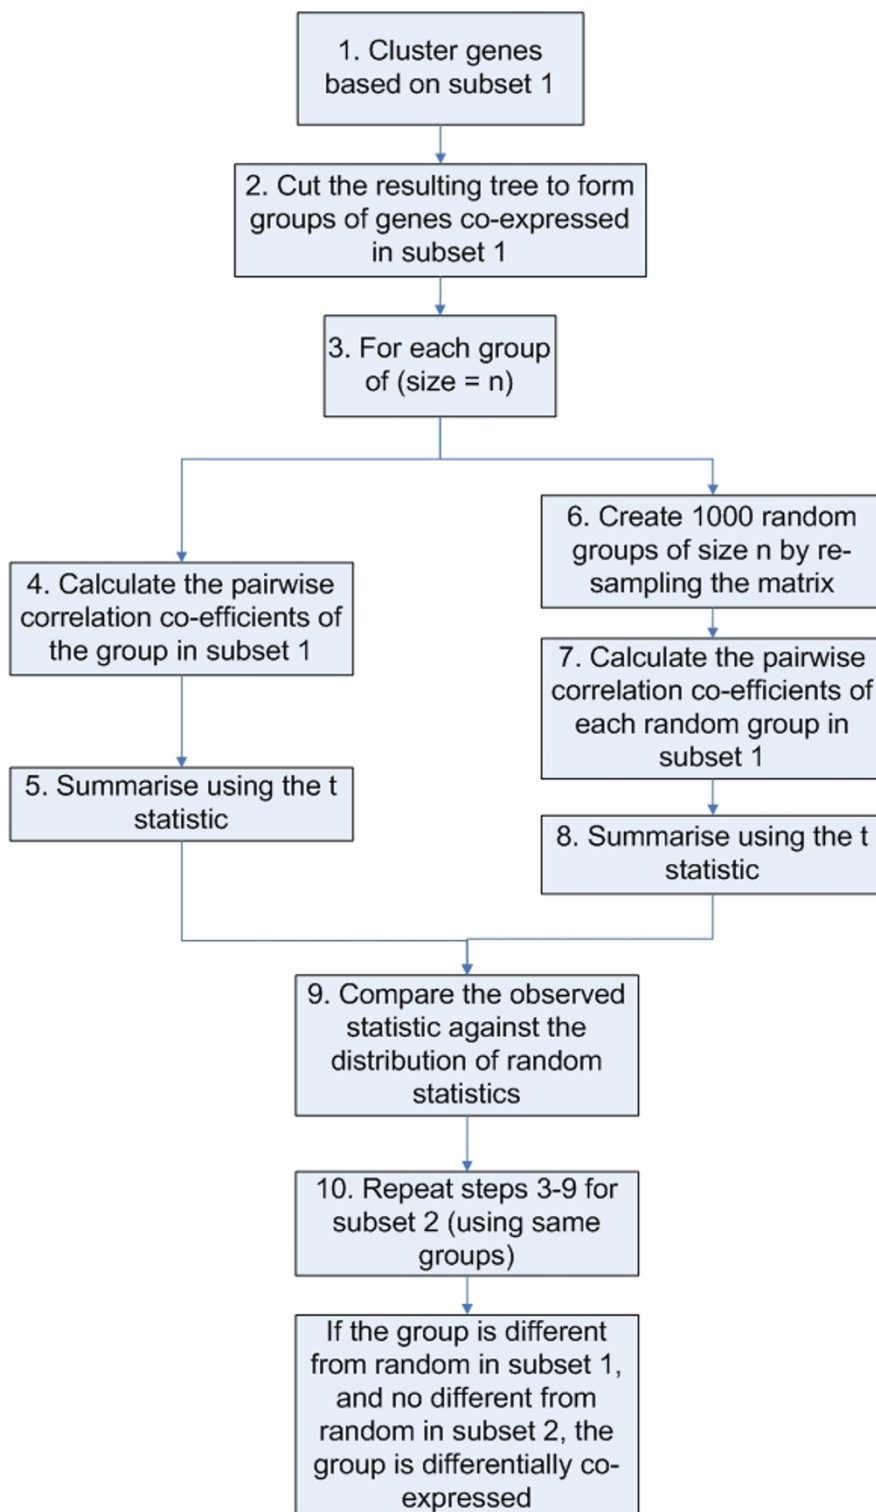 1. Cluster genes
based on subset 1
2. Cut the resulting tree to form
groups of genes co-expressed
in subset 1
3. For each group
of (size = n)
4. Calculate the pairwise
correlation co-efficients of
the group in subset 1
5. Summarise using the t
statistic
6. Create 1000 random
groups of size n by re-
sampling the matrix
7. Calculate the pairwise
correlation co-efficients of
each random group in
subset 1
8. Summarise using the t
statistic
9. Compare the observed
statistic against the
distribution of random
statistics
10. Repeat steps 3-9 for
subset 2 (using same
groups)
If the group is different
from random in subset 1,
and no different from
random in subset 2, the
group is differentially co-
expressed